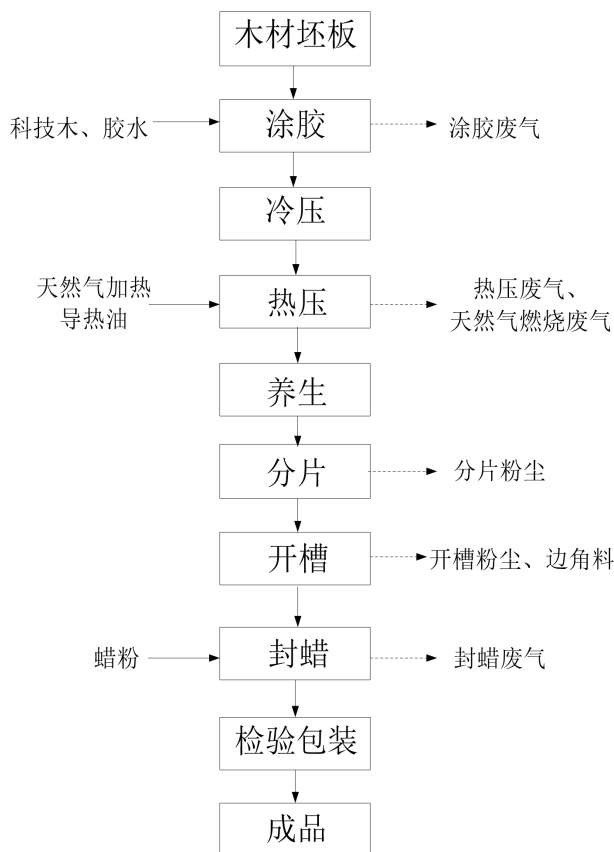 木材坯板
科技木、胶水
涂胶
涂胶废气
冷压
天然气加热
导热油
热压
热压废气、
天然气燃烧废气
养生
分片
分片粉尘
开槽
开槽粉尘、边角料
蜡粉
封蜡
封蜡废气
检验包装
成品